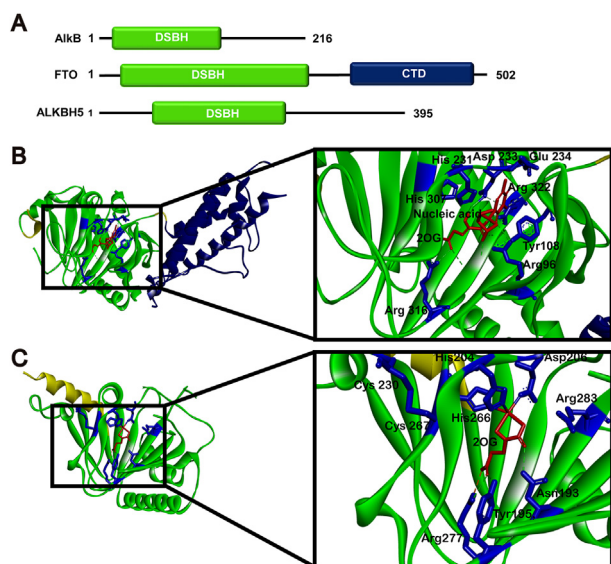 A
AlkB 1 DSBH 216
FTO 1 DSBH CTD 502
ALKBH5 1 DSBH 395
B
His 231 Asp 233 Glu 234
His 307 Arg 322
Nucleic acid
2OG Tyr108
Arg96
Arg 316
C
His204 Asp206
Cys 230
His266 Arg283
Cys 267
2OG
Asn193
Tyr195
Arg277